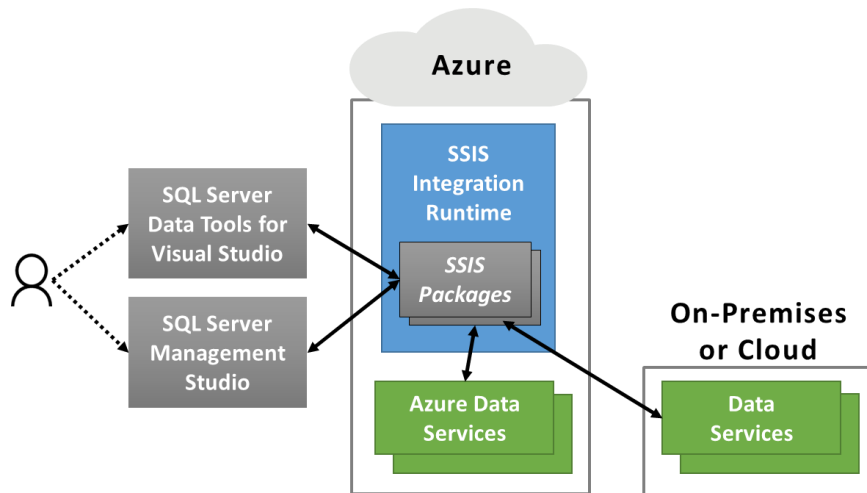 Azure
SSIS
Integration
Runtime
SQL Server
Data Tools for
Visual Studio
SSIS
Packages
SQL Server
Management
Studio
On-Premises
or Cloud
Azure Data
Services
Data
Services